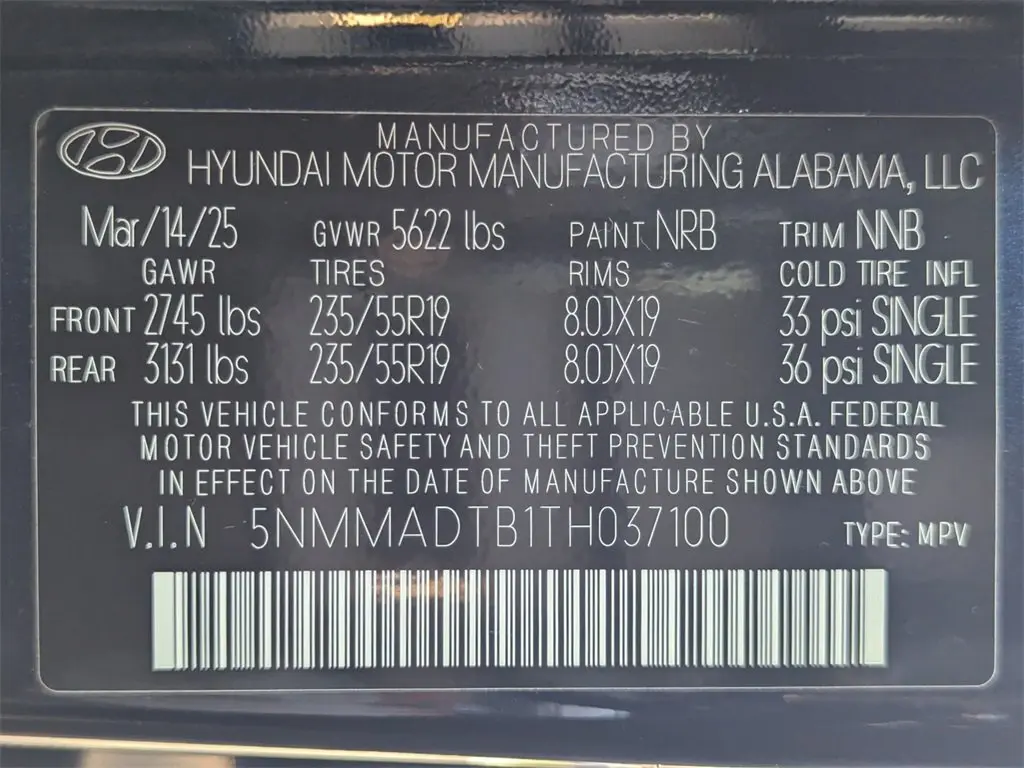 MANUFACTURED BY
HYUNDAI MOTOR MANUFACTURING ALABAMA, LLC
Mar/14/25 GVWR 5622 lbs PAINT NRB TRIM NNB
GAWR TIRES RIMS COLD TIRE INFL
FRONT 2745 lbs 235/55R19 8.0JX19 33 psi SINGLE
REAR 3131 lbs 235/55R19 8.0JX19 36 psi SINGLE
THIS VEHICLE CONFORMS TO ALL APPLICABLE U.S.A. FEDERAL
MOTOR VEHICLE SAFETY AND THEFT PREVENTION STANDARDS
IN EFFECT ON THE DATE OF MANUFACTURE SHOWN ABOVE
V.I.N 5NMMADTB1TH037100 TYPE: MPV